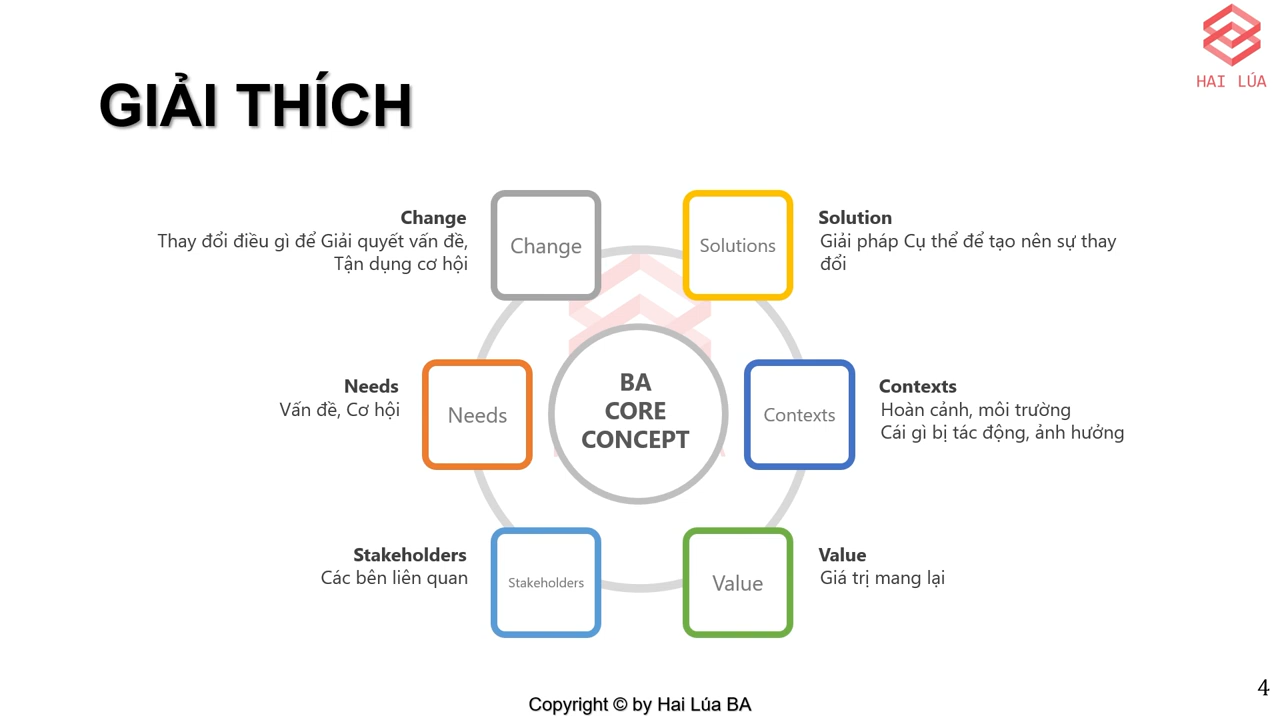 HAI LÚA
GIẢI THÍCH
Change
Thay đổi điều gì để Giải quyết vấn đề,
Tận dụng cơ hội
Change
Solutions
Solution
Giải pháp Cụ thể để tạo nên sự thay
đổi
Needs
Vấn đề, Cơ hội
Needs
BA
CORE
CONCEPT
Contexts
Contexts
Hoàn cảnh, môi trường
Cái gì bị tác động, ảnh hưởng
Stakeholders
Các bên liên quan
Stakeholders
Value
Value
Giá trị mang lại
4
Copyright © by Hai Lúa BA